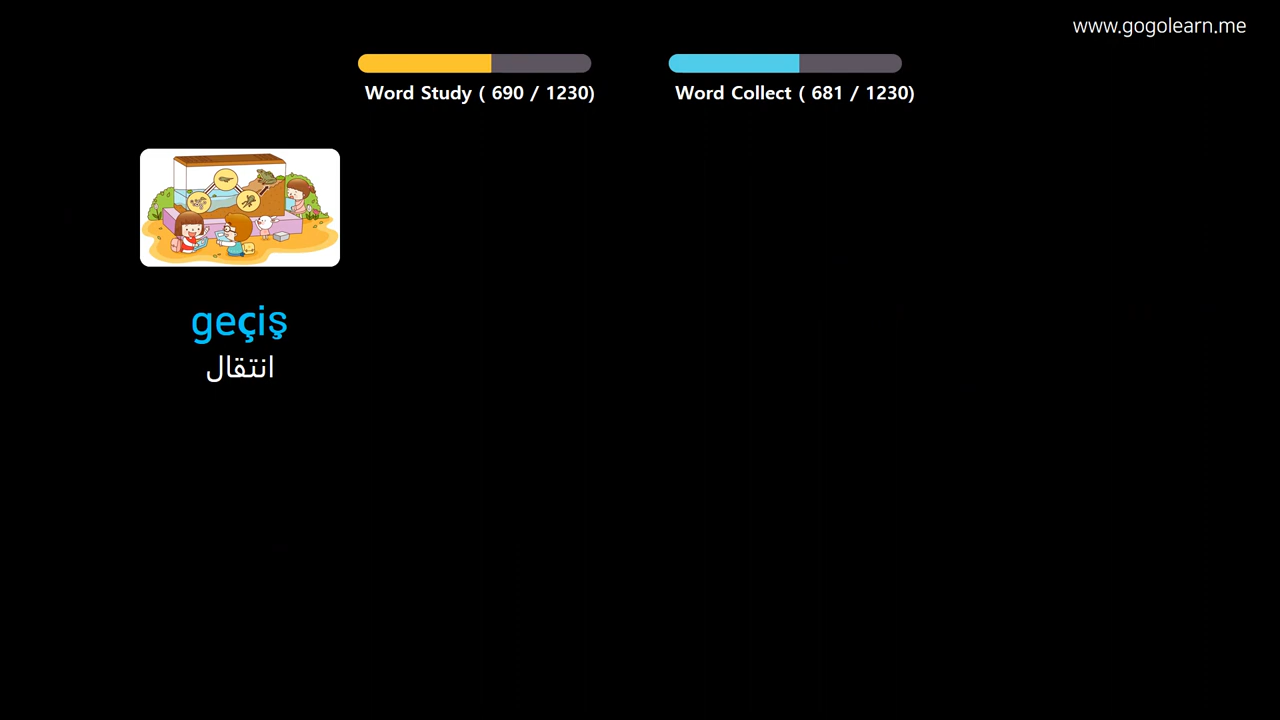 www.gogolearn.me
Word Study ( 690 / 1230)
Word Collect ( 681 / 1230)
geçiş
انتقال